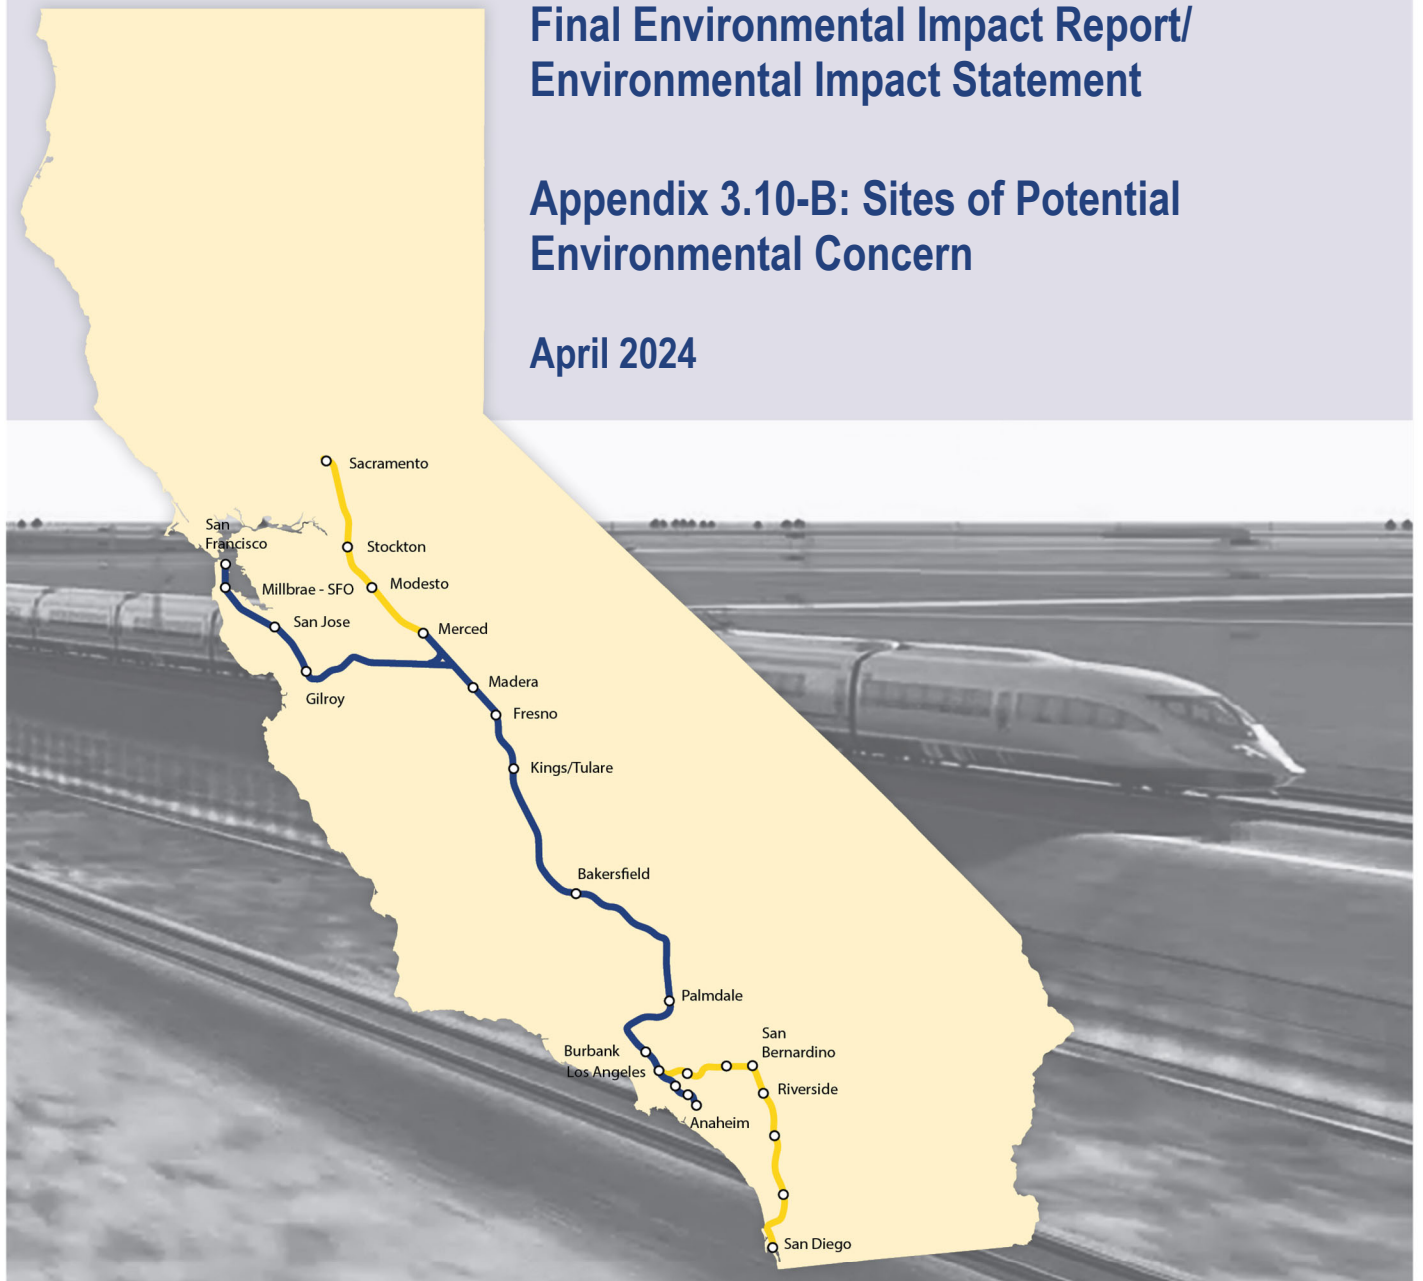 Final Environmental Impact Report/
Environmental Impact Statement
Appendix 3.10-B: Sites of Potential
Environmental Concern
April 2024
Sacramento
San
Francisco
Stockton
Millbrae - SFO
Modesto
San Jose
Merced
Gilroy
Madera
Fresno
Kings/Tulare
Bakersfield
Palmdale
San
Bernardino
Burbank
Los Angeles
Riverside
Anaheim
San Diego